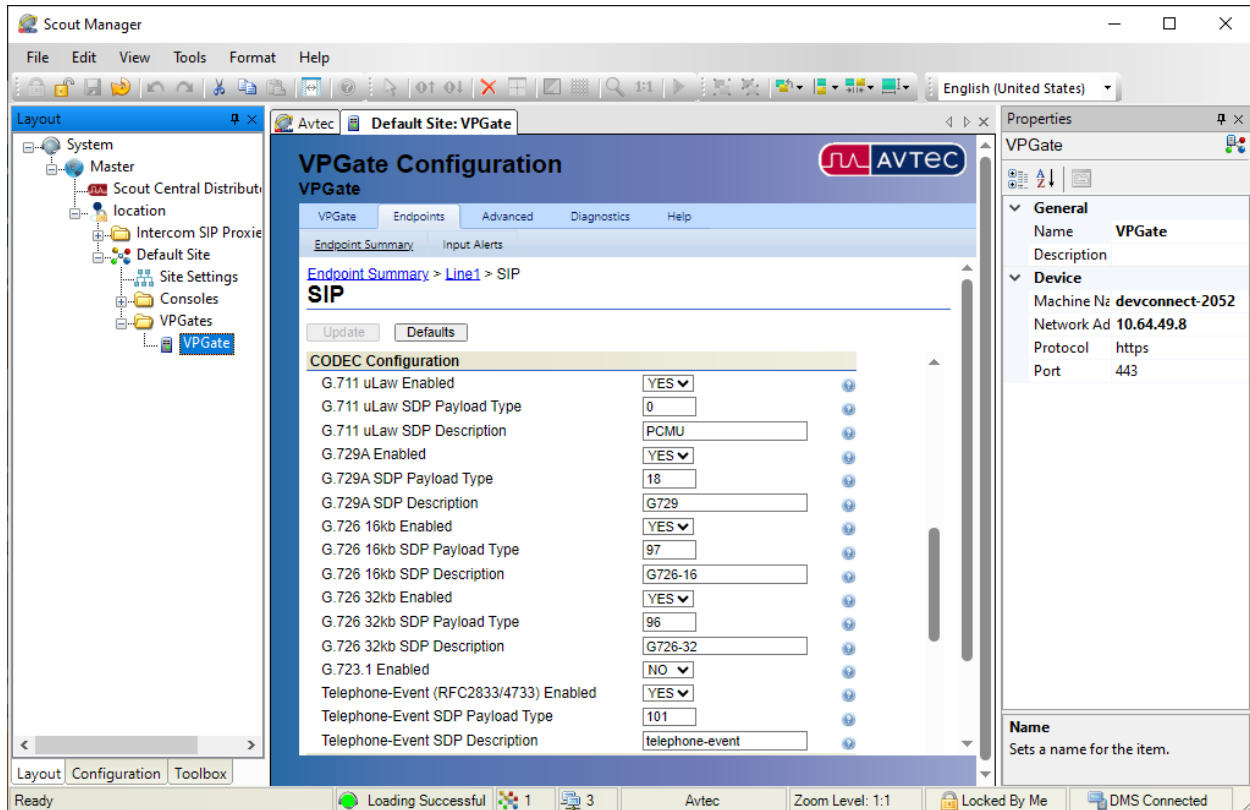 Scout Manager
File Edit View Tools Format Help
1:1 English (United States)
Layout
System
Master
Scout Central Distribut
location
Intercom SIP Proxie
Default Site
Site Settings
Consoles
VPGates
VPGate
Layout Configuration Toolbox
Avtec Default Site: VPGate
VPGate Configuration
VPGate
AVTEC
VPGate Endpoints Advanced Diagnostics Help
Endpoint Summary Input Alerts
Endpoint Summary > Line1 > SIP
SIP
Update Defaults
CODEC Configuration
G.711 uLaw Enabled YES
G.711 uLaw SDP Payload Type 0
G.711 uLaw SDP Description PCMU
G.729A Enabled YES
G.729A SDP Payload Type 18
G.729A SDP Description G729
G.726 16kb Enabled YES
G.726 16kb SDP Payload Type 97
G.726 16kb SDP Description G726-16
G.726 32kb Enabled YES
G.726 32kb SDP Payload Type 96
G.726 32kb SDP Description G726-32
G.723.1 Enabled NO
Telephone-Event (RFC2833/4733) Enabled YES
Telephone-Event SDP Payload Type 101
Telephone-Event SDP Description telephone-event
Properties
VPGate
General
Name VPGate
Description
Device
Machine Na devconnect-2052
Network Ad 10.64.49.8
Protocol https
Port 443
Name
Sets a name for the item.
Ready Loading Successful 1 3 Avtec Zoom Level: 1:1 Locked By Me DMS Connected